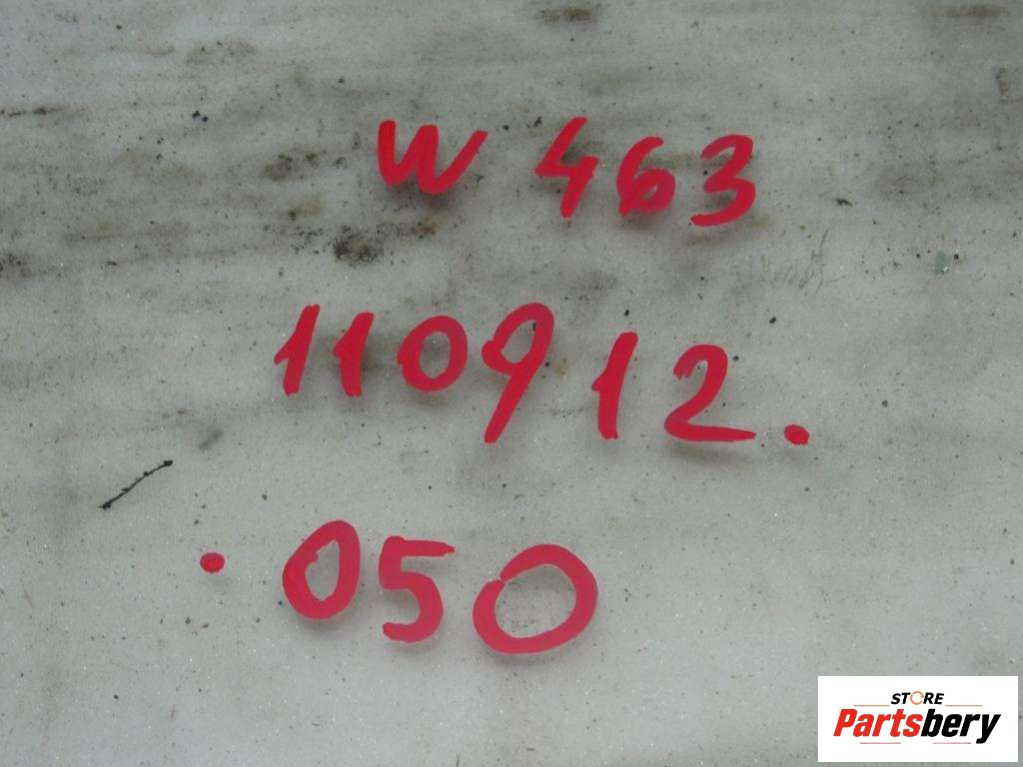 W 463
110912.
.050
STORE
Partsbery